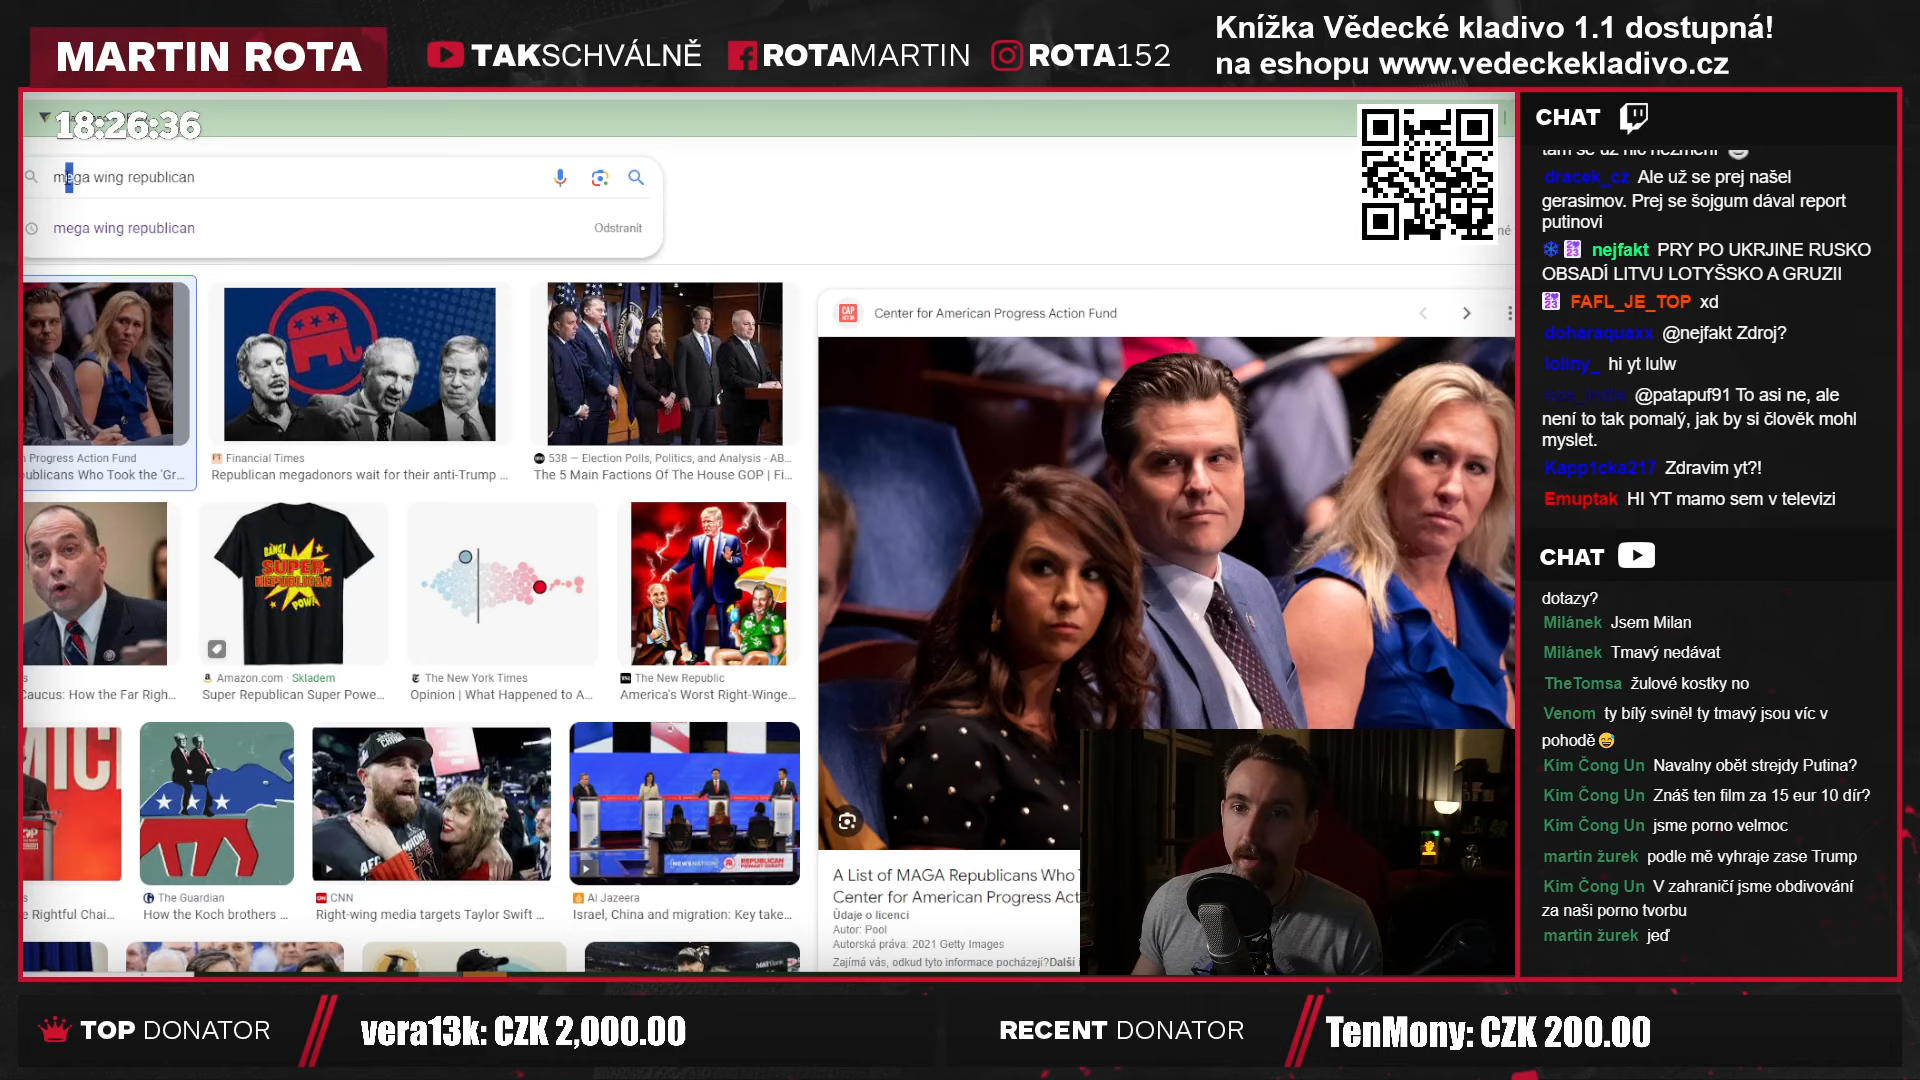 MARTIN ROTA
TAKSCHVÁLNĚ
ROTAMARTIN
ROTA152
Knížka Vědecké kladivo 1.1 dostupná!
na eshopu www.vedeckekladivo.cz
18:26:36
mega wing republican
mega wing republican
Odstranit
Center for American Progress Action Fund
Progress Action Fund
ublicans Who Took the 'Gr...
Financial Times
Republican megadonors wait for their anti-Trump ...
538 — Election Polls, Politics, and Analysis - AB...
The 5 Main Factions Of The House GOP | Fi...
BANG!
SUPER
REPUBLICAN
POW!
Caucus: How the Far Righ...
Amazon.com · Skladem
Super Republican Super Powe...
The New York Times
Opinion | What Happened to A...
The New Republic
America's Worst Right-Winge...
NEWSNATION
REPUBLICAN
e Rightful Chai...
The Guardian
How the Koch brothers ...
CNN
Right-wing media targets Taylor Swift ...
Al Jazeera
Israel, China and migration: Key take...
A List of MAGA Republicans Who
Center for American Progress Act
Údaje o licenci
Autor: Pool
Autorská práva: 2021 Getty Images
Zajímá vás, odkud tyto informace pocházejí?Další i
CHAT
dracek_cz Ale už se prej našel
gerasimov. Prej se šojgum dával report
putinovi
nejfakt PRY PO UKRJINE RUSKO
OBSADÍ LITVU LOTYŠSKO A GRUZII
FAFL_JE_TOP xd
doharaquaxx @nejfakt Zdroj?
loliny_ hi yt lulw
@patapuf91 To asi ne, ale
není to tak pomalý, jak by si člověk mohl
myslet.
Kapp1cka217 Zdravim yt?!
Emuptak HI YT mamo sem v televizi
CHAT
dotazy?
Milánek Jsem Milan
Milánek Tmavý nedávat
TheTomsa žulové kostky no
Venom ty bílý svině! ty tmavý jsou víc v
pohodě
Kim Čong Un Navalny obět strejdy Putina?
Kim Čong Un Znáš ten film za 15 eur 10 dír?
Kim Čong Un jsme porno velmoc
martin žurek podle mě vyhraje zase Trump
Kim Čong Un V zahraničí jsme obdivování
za naši porno tvorbu
martin žurek jeď
TOP DONATOR
vera13k: CZK 2,000.00
RECENT DONATOR
TenMony: CZK 200.00